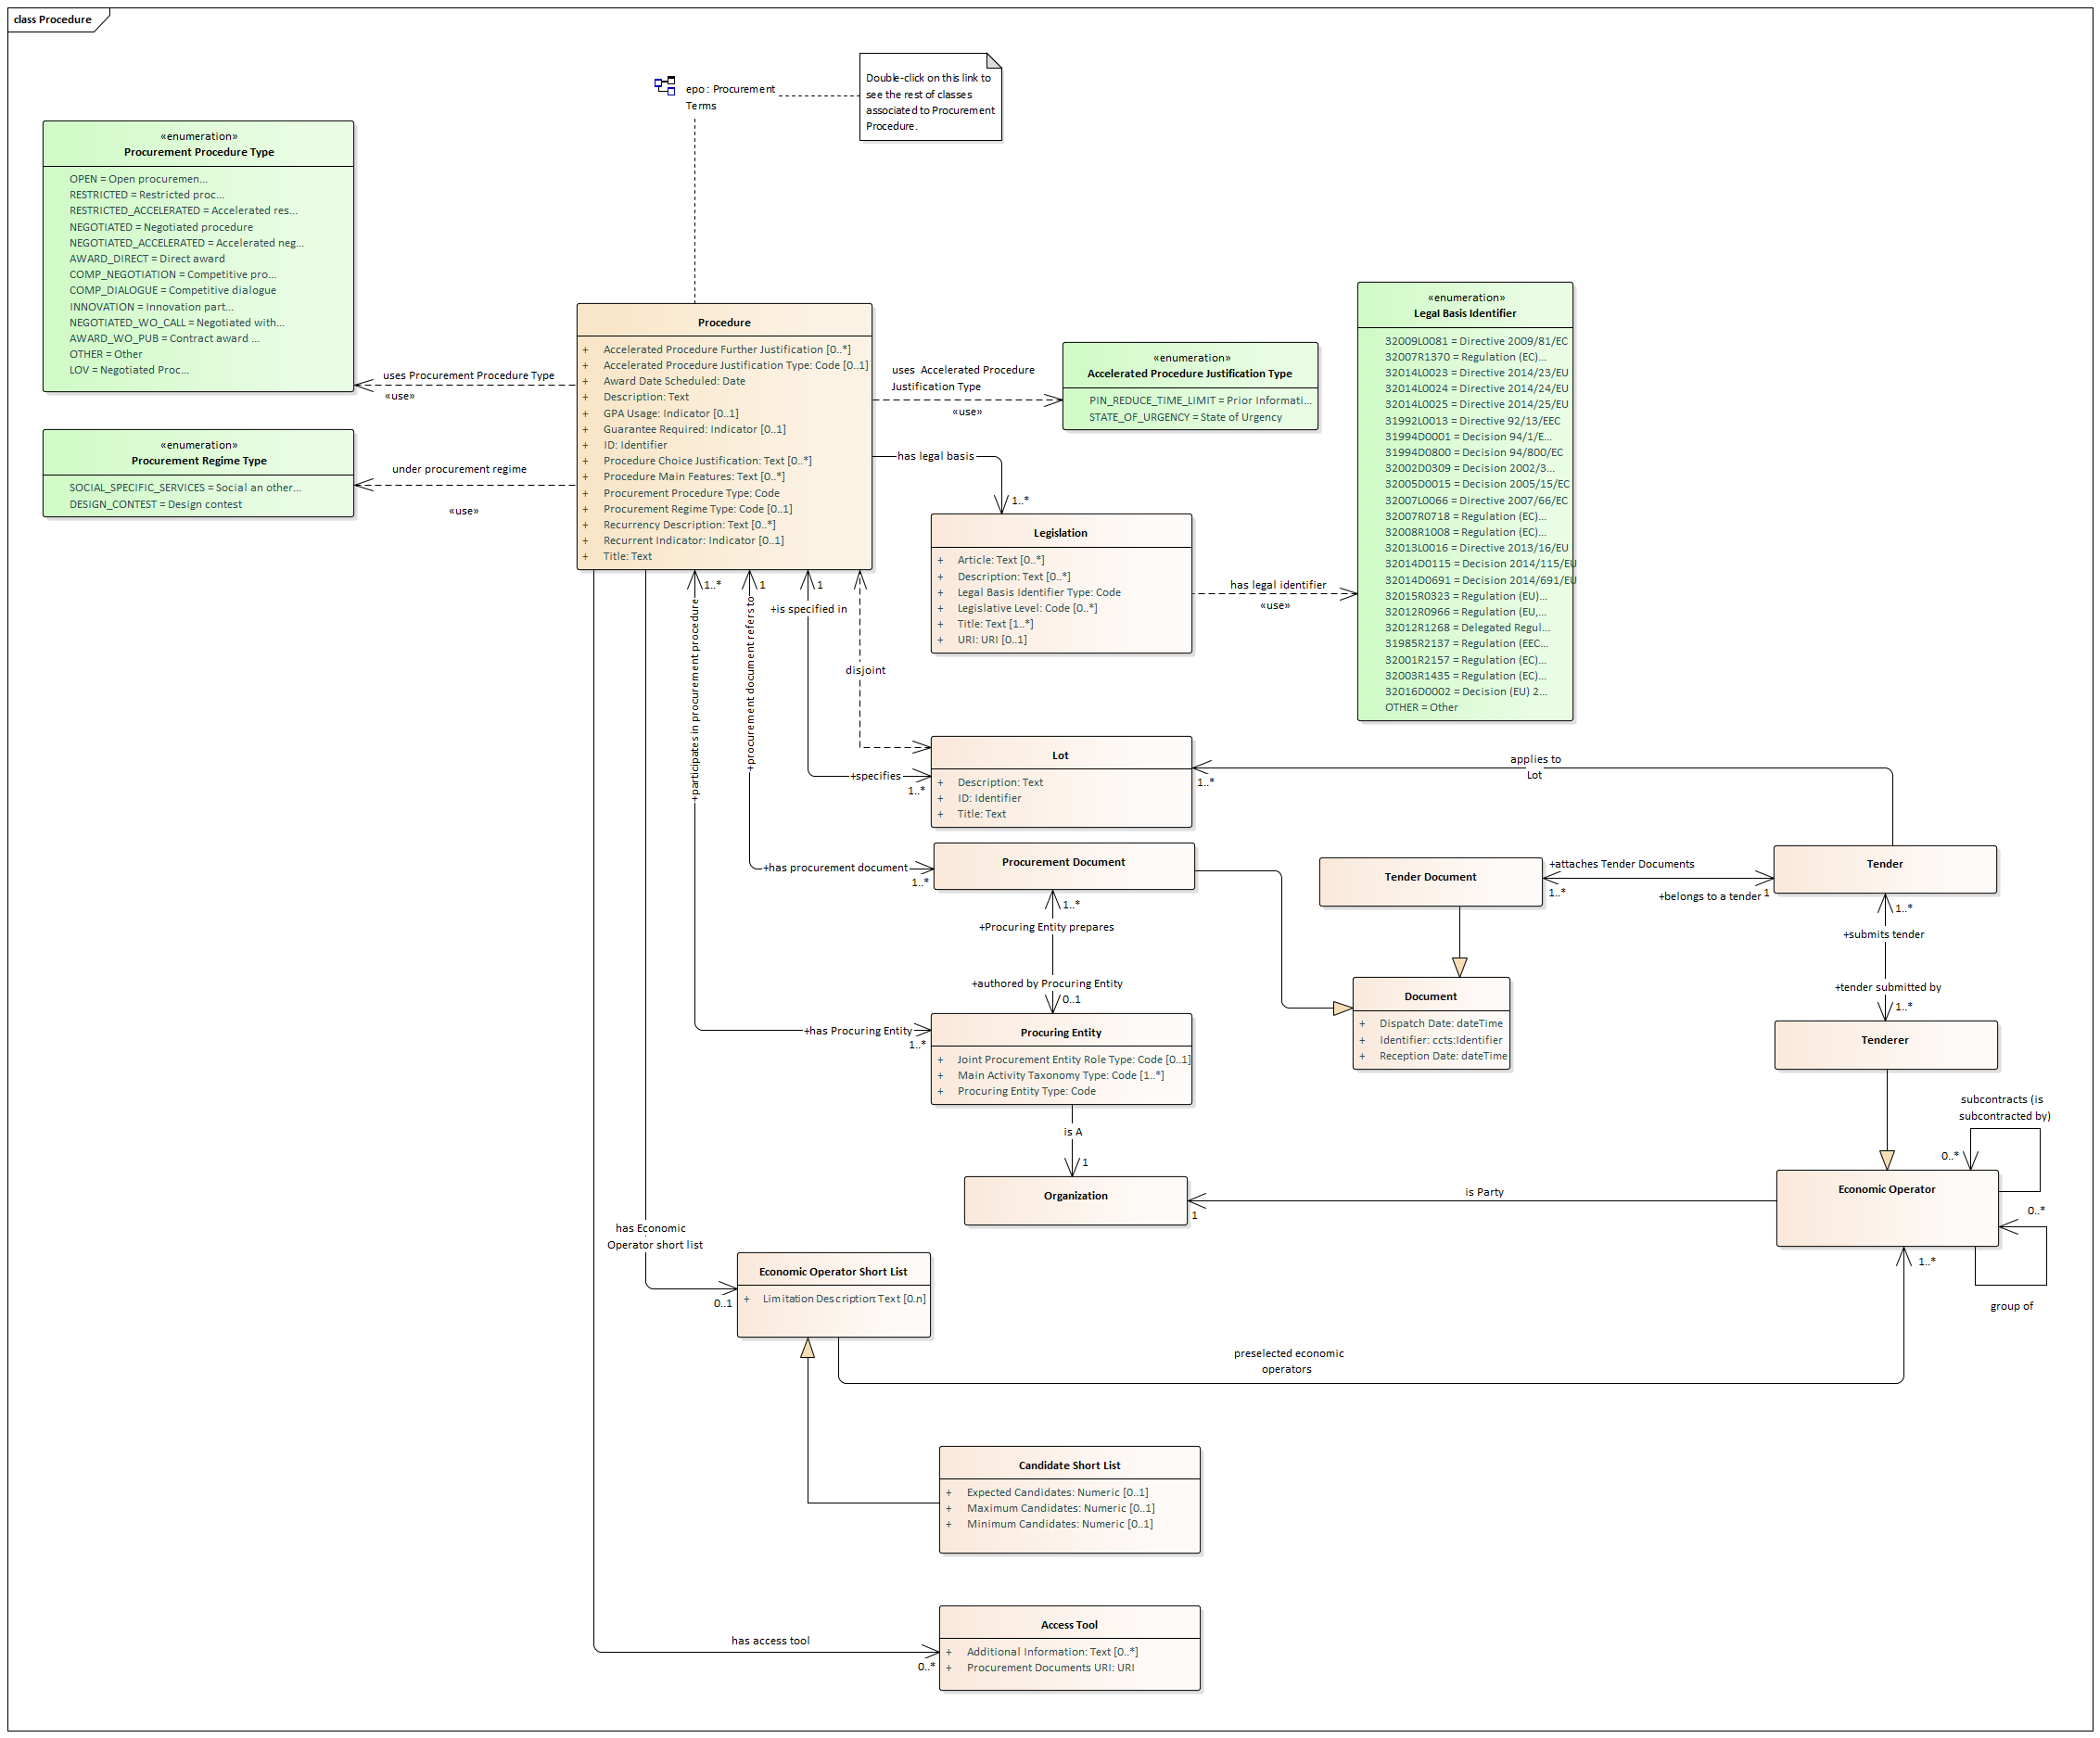 class Procedure
epo : Procurement
Terms
Double-click on this link to
see the rest of classes
associated to Procurement
Procedure.
«enumeration»
Procurement Procedure Type
OPEN = Open procuremen...
RESTRICTED = Restricted proc...
RESTRICTED_ACCELERATED = Accelerated res...
NEGOTIATED = Negotiated procedure
NEGOTIATED_ACCELERATED = Accelerated neg...
AWARD_DIRECT = Direct award
COMP_NEGOTIATION = Competitive pro...
COMP_DIALOGUE = Competitive dialogue
INNOVATION = Innovation part...
NEGOTIATED_WO_CALL = Negotiated with...
AWARD_WO_PUB = Contract award ...
OTHER = Other
LOV = Negotiated Proc...
uses Procurement Procedure Type
«use»
«enumeration»
Procurement Regime Type
SOCIAL_SPECIFIC_SERVICES = Social an other...
DESIGN_CONTEST = Design contest
under procurement regime
«use»
Procedure
+ Accelerated Procedure Further Justification [0..*]
+ Accelerated Procedure Justification Type: Code [0..1]
+ Award Date Scheduled: Date
+ Description: Text
+ GPA Usage: Indicator [0..1]
+ Guarantee Required: Indicator [0..1]
+ ID: Identifier
+ Procedure Choice Justification: Text [0..*]
+ Procedure Main Features: Text [0..*]
+ Procurement Procedure Type: Code
+ Procurement Regime Type: Code [0..1]
+ Recurrency Description: Text [0..*]
+ Recurrent Indicator: Indicator [0..1]
+ Title: Text
uses Accelerated Procedure
Justification Type
«use»
«enumeration»
Accelerated Procedure Justification Type
PIN_REDUCE_TIME_LIMIT = Prior Informati...
STATE_OF_URGENCY = State of Urgency
«enumeration»
Legal Basis Identifier
32009L0081 = Directive 2009/81/EC
32007R1370 = Regulation (EC)...
32014L0023 = Directive 2014/23/EU
32014L0024 = Directive 2014/24/EU
32014L0025 = Directive 2014/25/EU
31992L0013 = Directive 92/13/EEC
31994D0001 = Decision 94/1/E...
31994D0800 = Decision 94/800/EC
32002D0309 = Decision 2002/3...
32005D0015 = Decision 2005/15/EC
32007L0066 = Directive 2007/66/EC
32007R0718 = Regulation (EC)...
32008R1008 = Regulation (EC)...
32013L0016 = Directive 2013/16/EU
32014D0115 = Decision 2014/115/EU
32014D0691 = Decision 2014/691/EU
32015R0323 = Regulation (EU)...
32012R0966 = Regulation (EU,...
32012R1268 = Delegated Regul...
31985R2137 = Regulation (EEC...
32001R2157 = Regulation (EC)...
32003R1435 = Regulation (EC)...
32016D0002 = Decision (EU) 2...
OTHER = Other
has legal basis
1..*
Legislation
+ Article: Text [0..*]
+ Description: Text [0..*]
+ Legal Basis Identifier Type: Code
+ Legislative Level: Code [0..*]
+ Title: Text [1..*]
+ URI: URI [0..1]
has legal identifier
«use»
1..*
+participates in procurement procedure
1
+procurement document refers to
1
+is specified in
disjoint
+specifies
1..*
Lot
+ Description: Text
+ ID: Identifier
+ Title: Text
1..*
applies to
Lot
+has procurement document
1..*
Procurement Document
Tender Document
+attaches Tender Documents
1..*
+belongs to a tender
1
Tender
1..*
+Procuring Entity prepares
+authored by Procuring Entity
0..1
1..*
+submits tender
+tender submitted by
1..*
Document
+ Dispatch Date: dateTime
+ Identifier: ccts:Identifier
+ Reception Date: dateTime
+has Procuring Entity
1..*
Procuring Entity
+ Joint Procurement Entity Role Type: Code [0..1]
+ Main Activity Taxonomy Type: Code [1..*]
+ Procuring Entity Type: Code
Tenderer
is A
1
Organization
1
is Party
subcontracts (is
subcontracted by)
0..*
Economic Operator
0..*
group of
1..*
has Economic
Operator short list
0..1
Economic Operator Short List
+ Limitation Description: Text [0..n]
preselected economic
operators
Candidate Short List
+ Expected Candidates: Numeric [0..1]
+ Maximum Candidates: Numeric [0..1]
+ Minimum Candidates: Numeric [0..1]
has access tool
0..*
Access Tool
+ Additional Information: Text [0..*]
+ Procurement Documents URI: URI